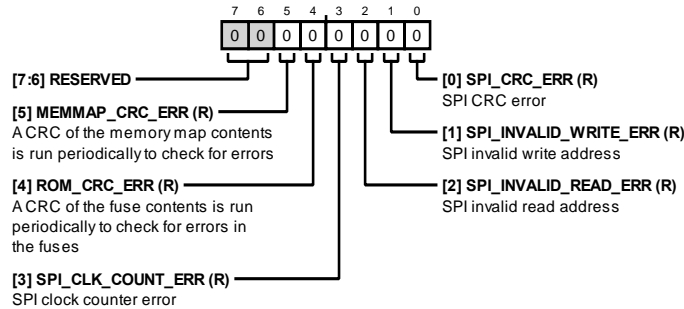 7 6 5 4 3 2 1 0
0 0 0 0 0 0 0 0
[7:6] RESERVED
[5] MEMMAP_CRC_ERR (R)
A CRC of the memory map contents
is run periodically to check for errors
[4] ROM_CRC_ERR (R)
A CRC of the fuse contents is run
periodically to check for errors in
the fuses
[3] SPI_CLK_COUNT_ERR (R)
SPI clock counter error
[0] SPI_CRC_ERR (R)
SPI CRC error
[1] SPI_INVALID_WRITE_ERR (R)
SPI invalid write address
[2] SPI_INVALID_READ_ERR (R)
SPI invalid read address